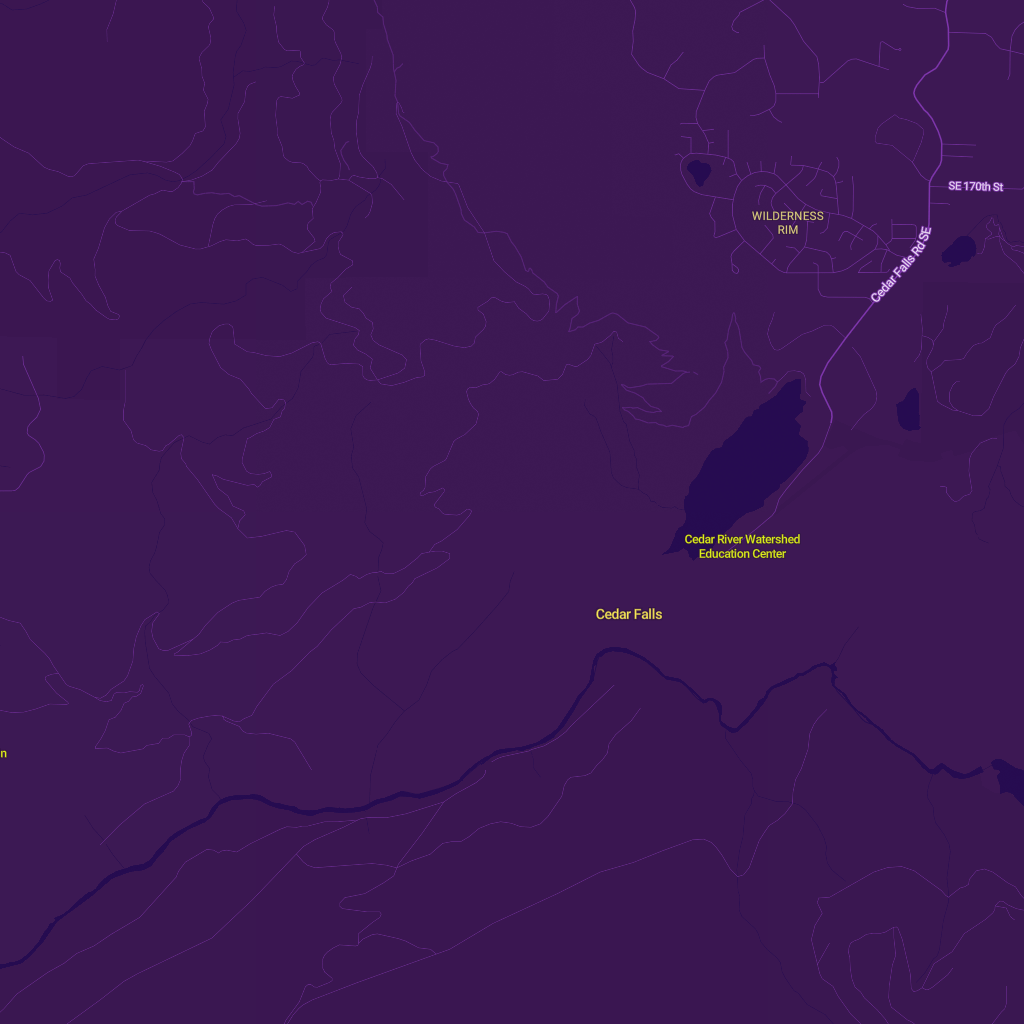 SE 170th St
WILDERNESS
RIM
Cedar Falls Rd SE
Cedar River Watershed
Education Center
Cedar Falls
n